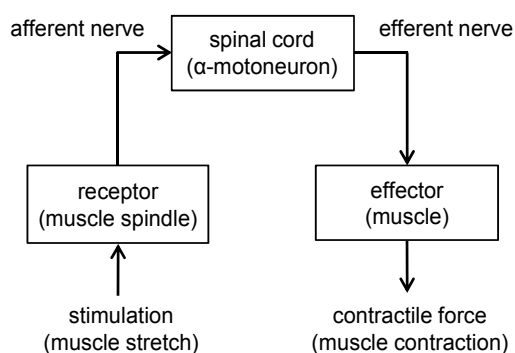 afferent nerve
spinal cord
(α-motoneuron)
efferent nerve
receptor
(muscle spindle)
effector
(muscle)
stimulation
(muscle stretch)
contractile force
(muscle contraction)